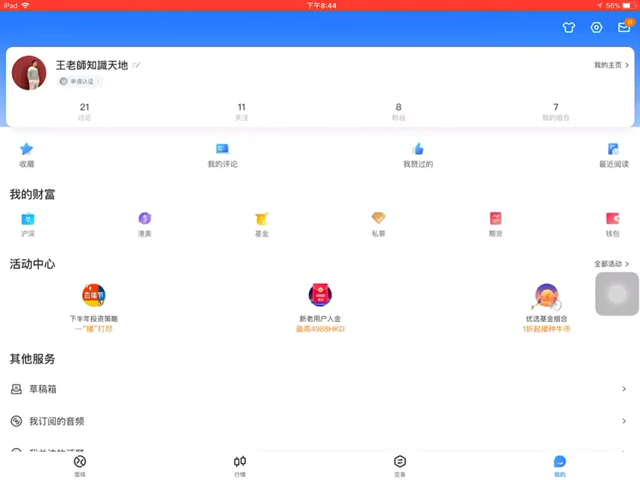 iPad 下午8:44 56%
王老師知識天地
申请认证
我的主页
21 11 8 7
讨论 关注 粉丝 我的组合
收藏 我的评论 我赞过的 最近阅读
我的财富
沪深 港美 基金 私募 期货 钱包
活动中心 全部活动
下半年投资策略 新老用户入金 优选基金组合
一“播”打尽 最高4988HKD 1折起播种牛市
其他服务
草稿箱
我订阅的音频
雪球 行情 交易 我的